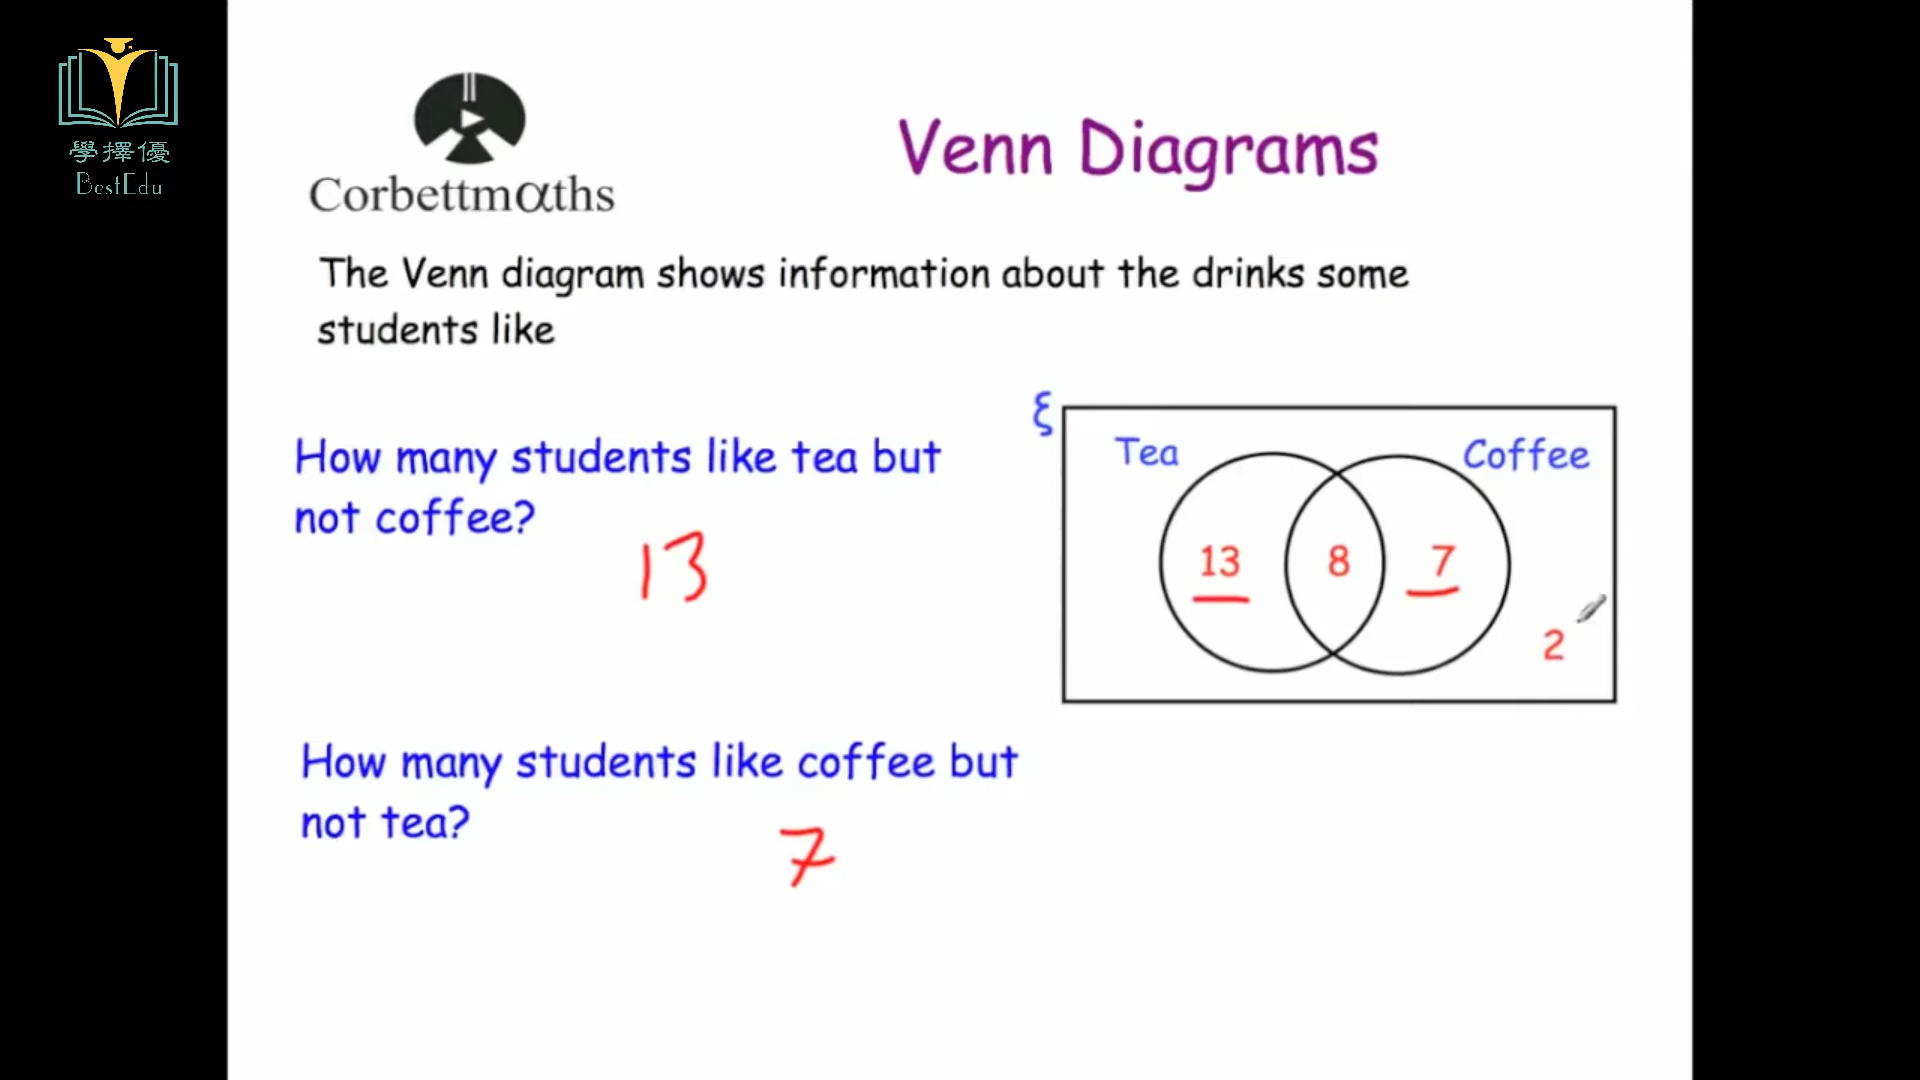 學擇優
BestEdu
Corbettmαths
Venn Diagrams
The Venn diagram shows information about the drinks some
students like
How many students like tea but
not coffee?
13
ξ
Tea
Coffee
13
8
7
2
How many students like coffee but
not tea?
7